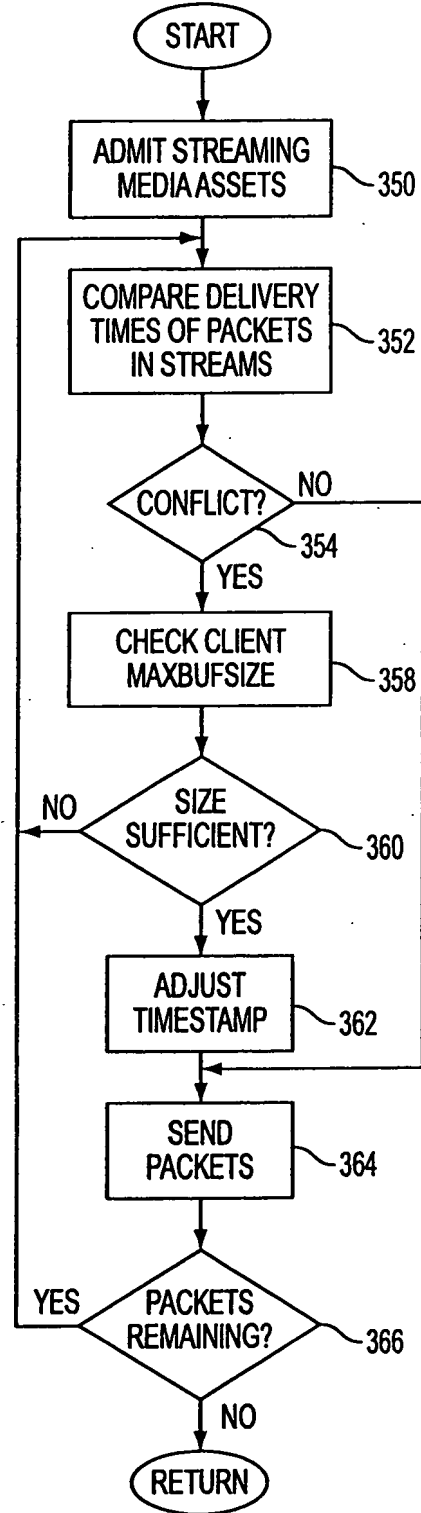 START
ADMIT STREAMING
MEDIA ASSETS
350
COMPARE DELIVERY
TIMES OF PACKETS
IN STREAMS
352
CONFLICT?
NO
354
YES
CHECK CLIENT
MAXBUFSIZE
358
NO
SIZE
SUFFICIENT?
360
YES
ADJUST
TIMESTAMP
362
SEND
PACKETS
364
YES
PACKETS
REMAINING?
366
NO
RETURN